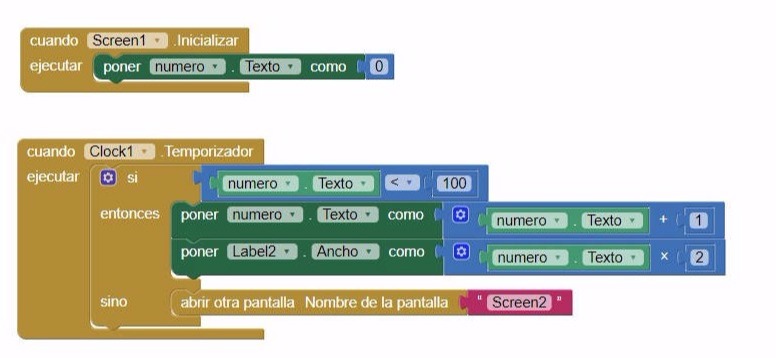 cuando Screen1 .Inicializar
ejecutar poner numero . Texto como 0
cuando Clock1 .Temporizador
ejecutar si numero . Texto < 100
entonces poner numero . Texto como numero . Texto + 1
poner Label2 . Ancho como numero . Texto × 2
sino abrir otra pantalla Nombre de la pantalla " Screen2 "